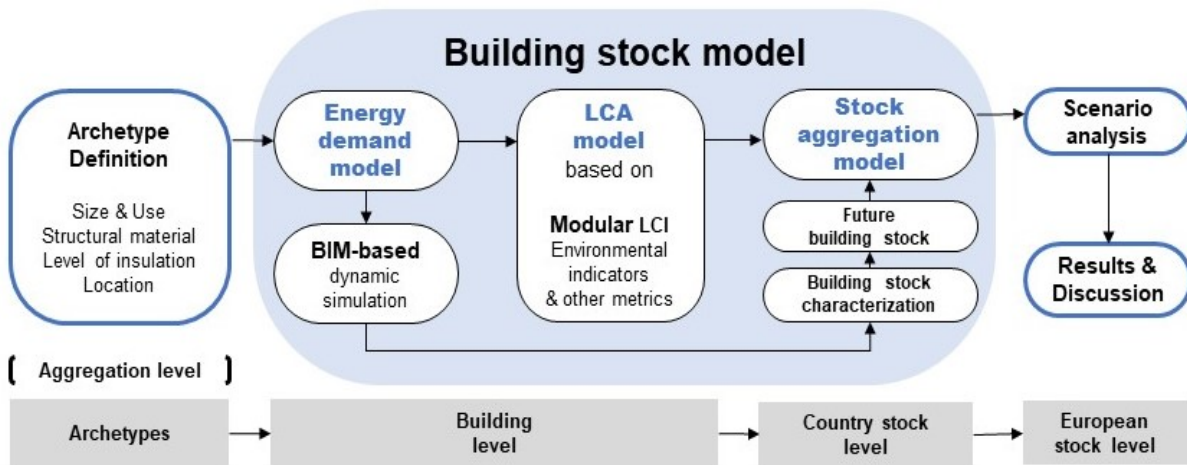 Building stock model
Archetype
Definition
Size & Use
Structural material
Level of insulation
Location
Energy
demand
model
BIM-based
dynamic
simulation
LCA
model
based on
Modular LCI
Environmental
indicators
& other metrics
Stock
aggregation
model
Future
building stock
Building stock
characterization
Scenario
analysis
Results &
Discussion
Aggregation level
Archetypes
Building
level
Country stock
level
European
stock level